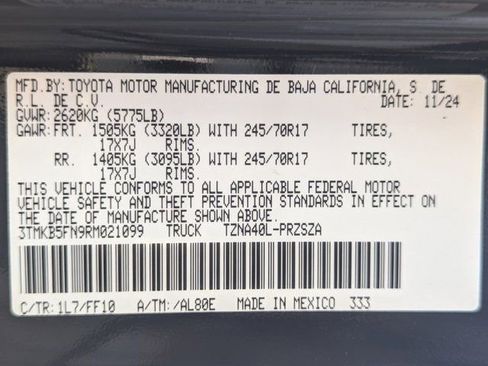 MFD.BY:TOYOTA MOTOR MANUFACTURING DE BAJA CALIFORNIA, S. DE
R.L. DE C.V. DATE: 11/24
GVWR:2620KG (5775LB)
GAWR:FRT. 1505KG (3320LB) WITH 245/70R17 TIRES,
17X7J RIMS.
RR. 1405KG (3095LB) WITH 245/70R17 TIRES,
17X7J RIMS.
THIS VEHICLE CONFORMS TO ALL APPLICABLE FEDERAL MOTOR
VEHICLE SAFETY AND THEFT PREVENTION STANDARDS IN EFFECT ON
THE DATE OF MANUFACTURE SHOWN ABOVE.
3TMKB5FN9RM021099 TRUCK TZNA40L-PRZSZA
C/TR:1L7/FF10 A/TM:/AL80E MADE IN MEXICO 333